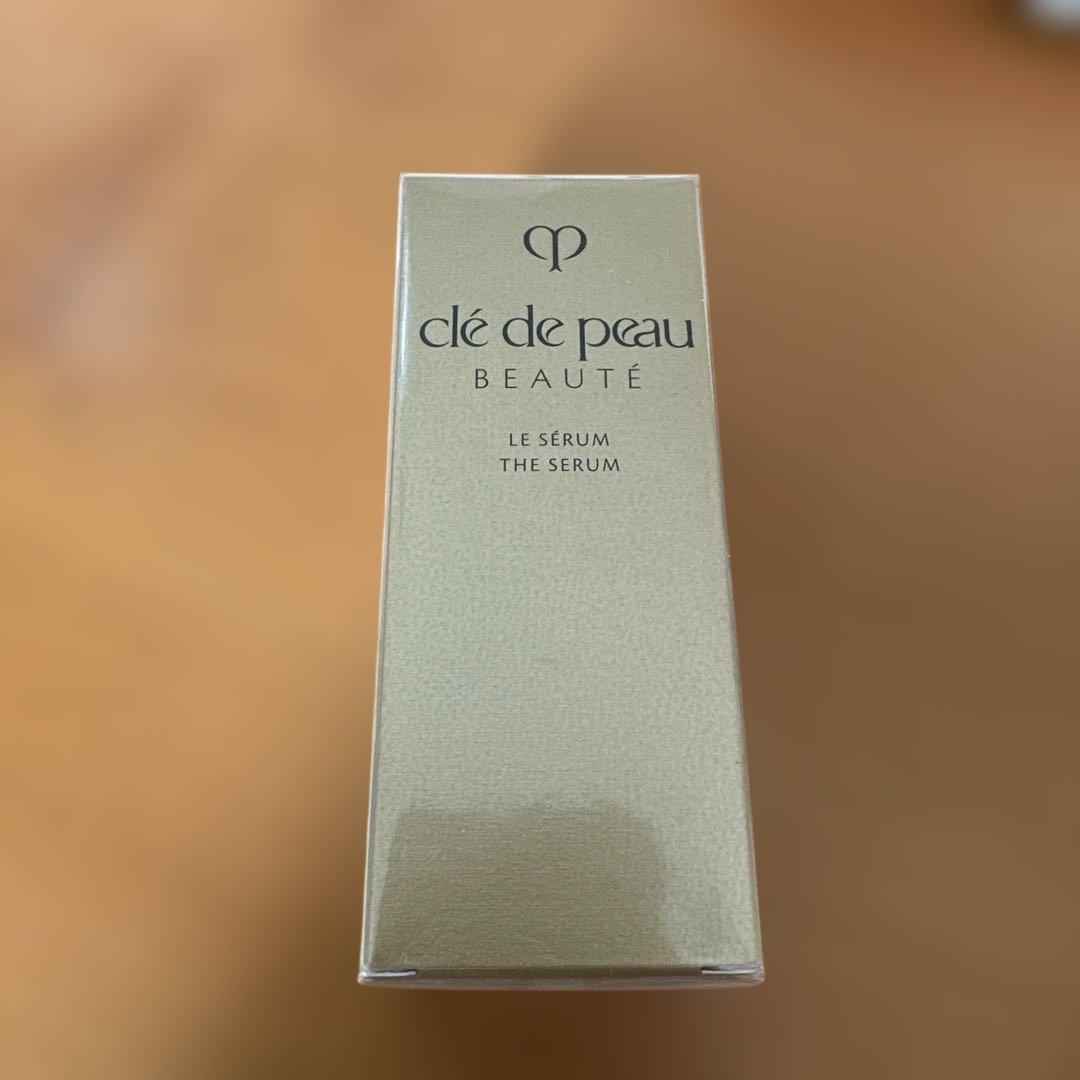 clé de peau
BEAUTÉ
LE SÉRUM
THE SERUM